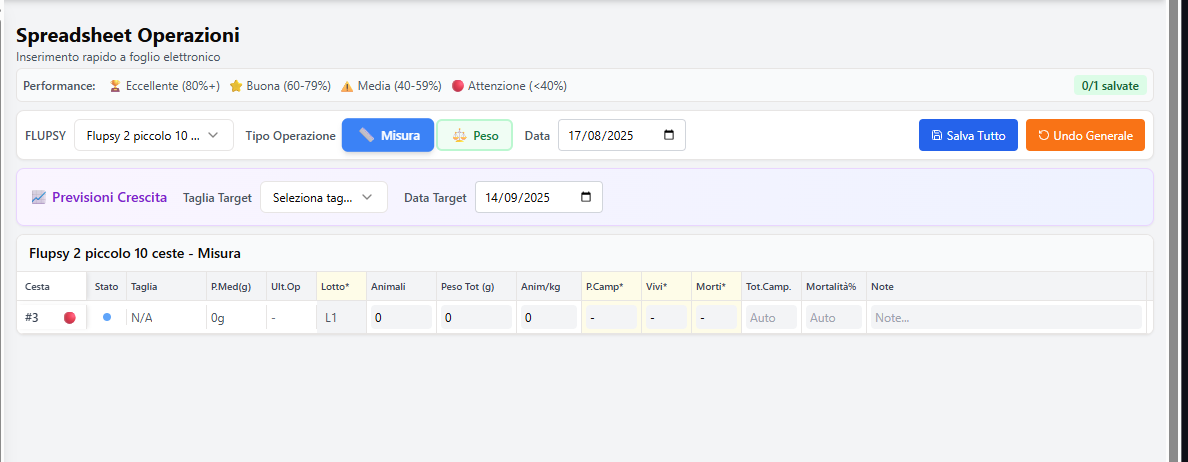 Spreadsheet Operazioni
Inserimento rapido a foglio elettronico
Performance: Eccellente (80%+) Buona (60-79%) Media (40-59%) Attenzione (<40%) 0/1 salvate
FLUPSY Flupsy 2 piccolo 10 ... Tipo Operazione Misura Peso Data 17/08/2025 Salva Tutto Undo Generale
Previsioni Crescita Taglia Target Seleziona tag... Data Target 14/09/2025
Flupsy 2 piccolo 10 ceste - Misura
Cesta Stato Taglia P.Med(g) Ult.Op Lotto* Animali Peso Tot (g) Anim/kg P.Camp* Vivi* Morti* Tot.Camp. Mortalità% Note
#3 N/A 0g - L1 0 0 0 - - - Auto Auto Note...